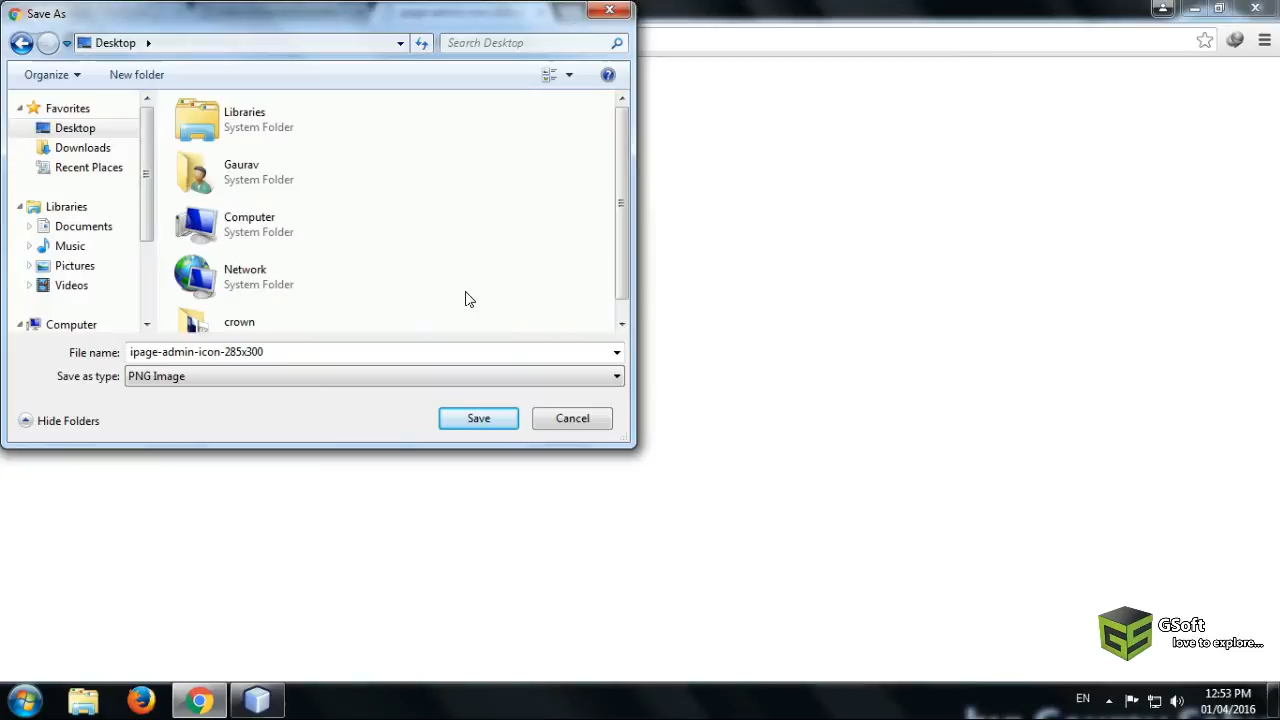 Save As
Desktop
Search Desktop
Organize
New folder
Favorites
Desktop
Downloads
Recent Places
Libraries
Documents
Music
Pictures
Videos
Computer
Libraries
System Folder
Gaurav
System Folder
Computer
System Folder
Network
System Folder
crown
File name: ipage-admin-icon-285x300
Save as type: PNG Image
Hide Folders
Save
Cancel
GSoft
love to explore...
EN
12:53 PM
01/04/2016